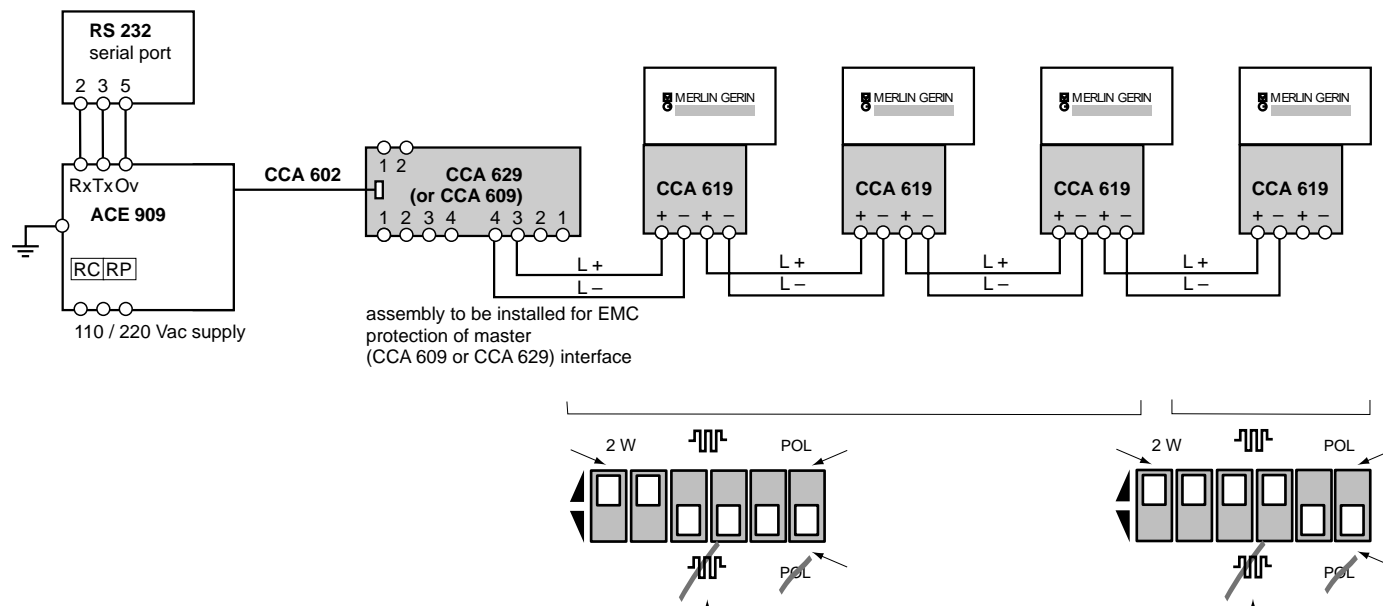 RS 232
serial port
2 3 5
RxTxOv
ACE 909
RC RP
110 / 220 Vac supply
CCA 602
1 2
CCA 629
(or CCA 609)
1 2 3 4 4 3 2 1
assembly to be installed for EMC
protection of master
(CCA 609 or CCA 629) interface
MERLIN GERIN
CCA 619
+ – + –
MERLIN GERIN
CCA 619
+ – + –
MERLIN GERIN
CCA 619
+ – + –
MERLIN GERIN
CCA 619
+ – + –
L +
L –
L +
L –
L +
L –
L +
L –
2 W
POL
POL
2 W
POL
POL